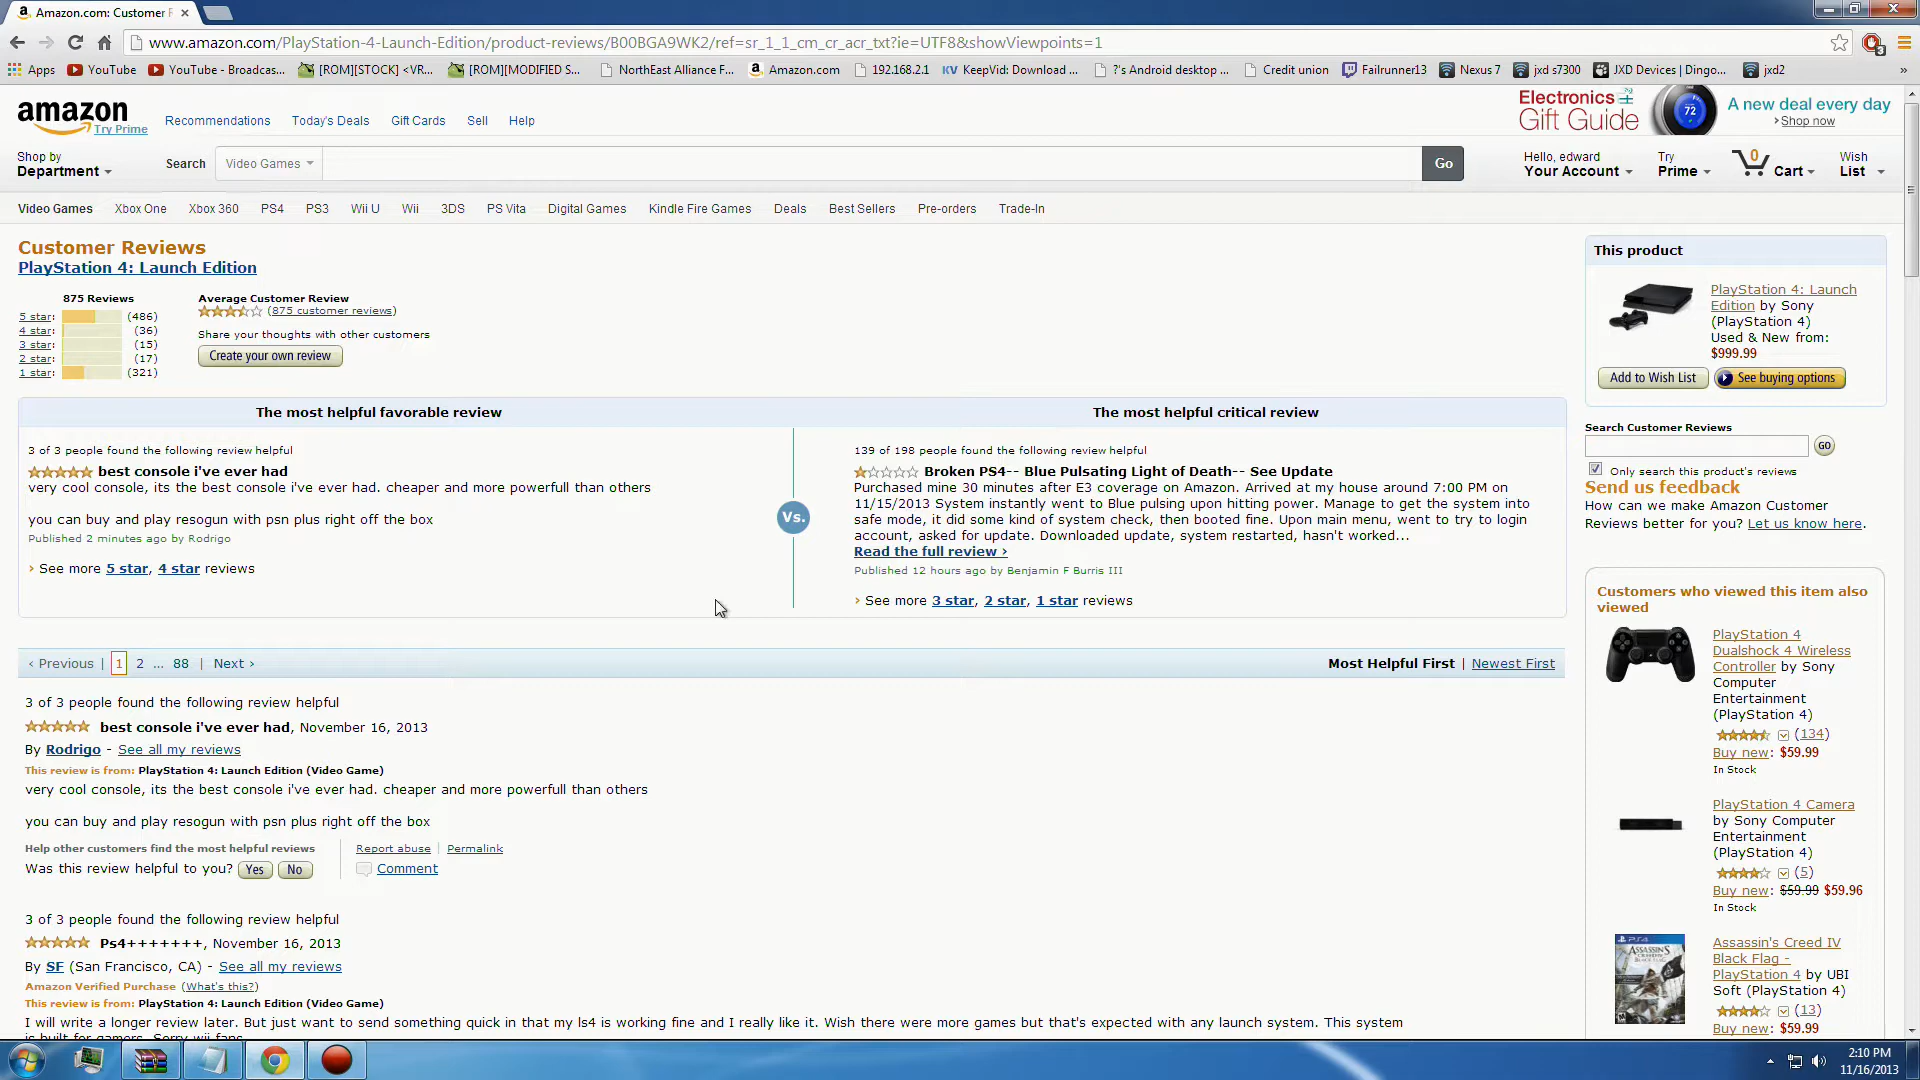 Amazon.com: Customer R
www.amazon.com/PlayStation-4-Launch-Edition/product-reviews/B00BGA9WK2/ref=sr_1_1_cm_cr_acr_txt?ie=UTF8&showViewpoints=1
3
Apps YouTube YouTube - Broadcas... [ROM][STOCK] <VR... [ROM][MODIFIED S... NorthEast Alliance F... Amazon.com 192.168.2.1 KeepVid: Download ... ?'s Android desktop ... Credit union Failrunner13 Nexus 7 jxd s7300 JXD Devices | Dingo... jxd2 »
amazon
Try Prime
Recommendations Today's Deals Gift Cards Sell Help
Electronics
Gift Guide
72
A new deal every day
›Shop now
Shop by
Department
Search Video Games Go
Hello, edward
Your Account
Try
Prime
0
Cart
Wish
List
Video Games Xbox One Xbox 360 PS4 PS3 Wii U Wii 3DS PS Vita Digital Games Kindle Fire Games Deals Best Sellers Pre-orders Trade-In
Customer Reviews
PlayStation 4: Launch Edition
875 Reviews
5 star: (486)
4 star: (36)
3 star: (15)
2 star: (17)
1 star: (321)
Average Customer Review
(875 customer reviews)
Share your thoughts with other customers
Create your own review
The most helpful favorable review
3 of 3 people found the following review helpful
best console i've ever had
very cool console, its the best console i've ever had. cheaper and more powerfull than others
you can buy and play resogun with psn plus right off the box
Published 2 minutes ago by Rodrigo
› See more 5 star, 4 star reviews
Vs.
The most helpful critical review
139 of 198 people found the following review helpful
Broken PS4-- Blue Pulsating Light of Death-- See Update
Purchased mine 30 minutes after E3 coverage on Amazon. Arrived at my house around 7:00 PM on
11/15/2013 System instantly went to Blue pulsing upon hitting power. Manage to get the system into
safe mode, it did some kind of system check, then booted fine. Upon main menu, went to try to login
account, asked for update. Downloaded update, system restarted, hasn't worked...
Read the full review ›
Published 12 hours ago by Benjamin F Burris III
› See more 3 star, 2 star, 1 star reviews
‹ Previous | 1 2 ... 88 | Next ›
Most Helpful First | Newest First
3 of 3 people found the following review helpful
best console i've ever had, November 16, 2013
By Rodrigo - See all my reviews
This review is from: PlayStation 4: Launch Edition (Video Game)
very cool console, its the best console i've ever had. cheaper and more powerfull than others
you can buy and play resogun with psn plus right off the box
Help other customers find the most helpful reviews
Was this review helpful to you? Yes No
Report abuse | Permalink
Comment
3 of 3 people found the following review helpful
Ps4+++++++, November 16, 2013
By SF (San Francisco, CA) - See all my reviews
Amazon Verified Purchase (What's this?)
This review is from: PlayStation 4: Launch Edition (Video Game)
I will write a longer review later. But just want to send something quick in that my ls4 is working fine and I really like it. Wish there were more games but that's expected with any launch system. This system
is built for gamers. Sorry wii fans
This product
PlayStation 4: Launch
Edition by Sony
(PlayStation 4)
Used & New from:
$999.99
Add to Wish List See buying options
Search Customer Reviews
GO
Only search this product's reviews
Send us feedback
How can we make Amazon Customer
Reviews better for you? Let us know here.
Customers who viewed this item also
viewed
PlayStation 4
Dualshock 4 Wireless
Controller by Sony
Computer
Entertainment
(PlayStation 4)
(134)
Buy new: $59.99
In Stock
PlayStation 4 Camera
by Sony Computer
Entertainment
(PlayStation 4)
(5)
Buy new: $59.99 $59.96
In Stock
Assassin's Creed IV
Black Flag -
PlayStation 4 by UBI
Soft (PlayStation 4)
(13)
Buy new: $59.99
PS4
ASSASSIN'S
CREED IV
BLACK FLAG
2:10 PM
11/16/2013